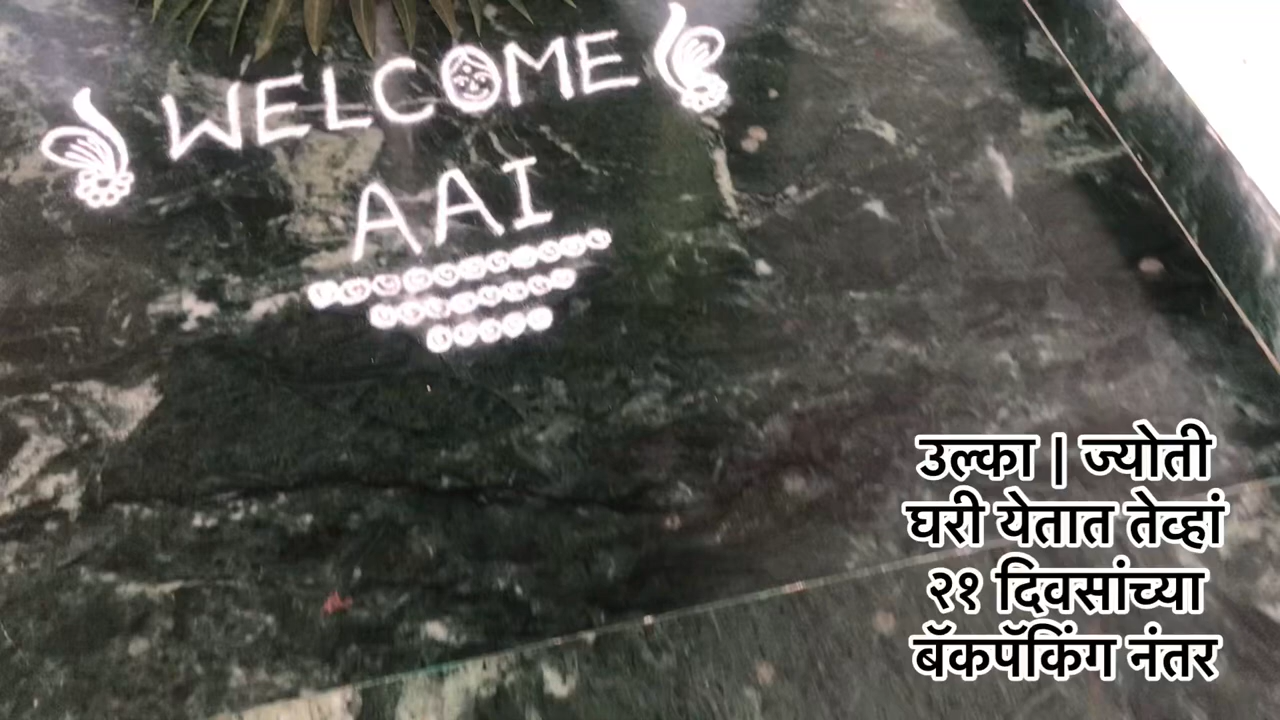 WELCOME
AAI
उल्का | ज्योती
घरी येतात तेव्हां
२१ दिवसांच्या
बॅकपॅकिंग नंतर